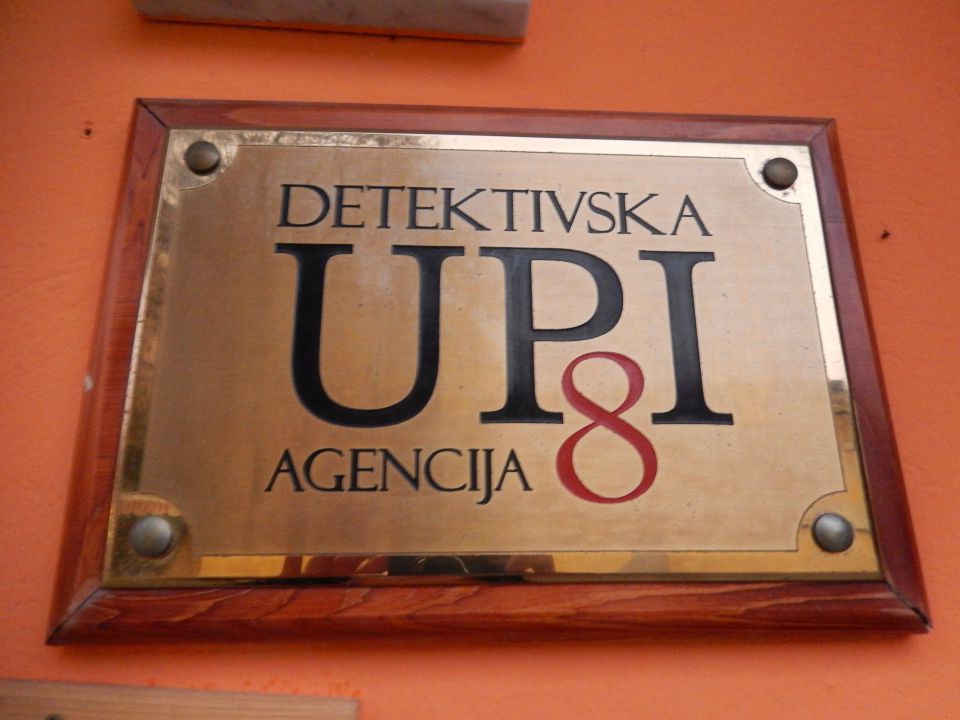 DETEKTIVSKA
UPI
8
AGENCIJA